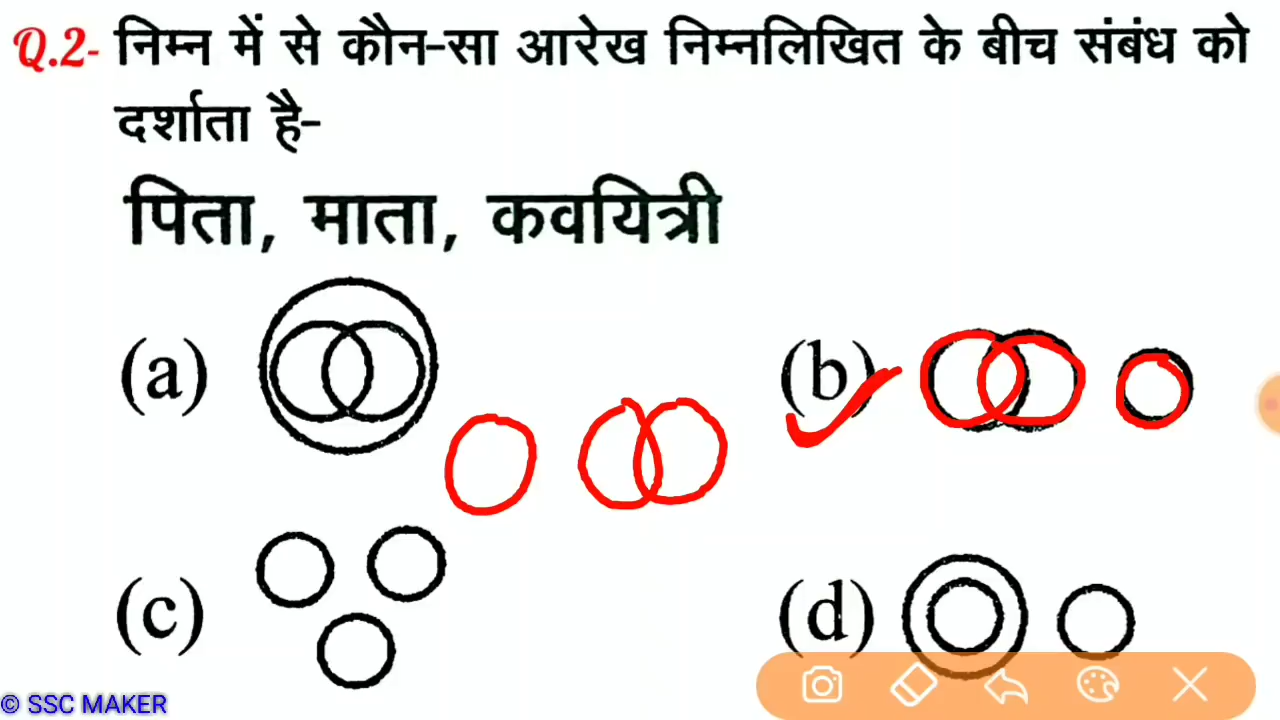 Q.2- निम्न में से कौन-सा आरेख निम्नलिखित के बीच संबंध को
दर्शाता है-
पिता, माता, कवयित्री
(a)
(b)
(c)
(d)
© SSC MAKER